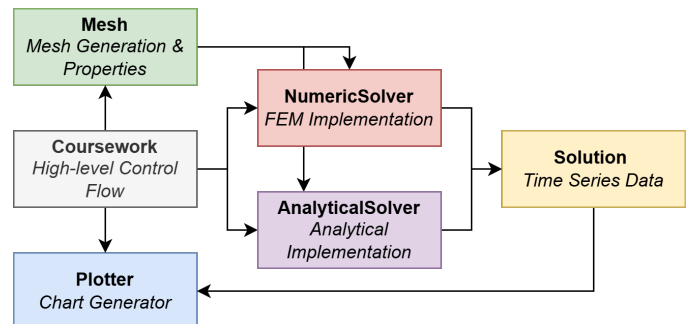 Mesh
Mesh Generation &
Properties
NumericSolver
FEM Implementation
Coursework
High-level Control
Flow
Solution
Time Series Data
AnalyticalSolver
Analytical
Implementation
Plotter
Chart Generator